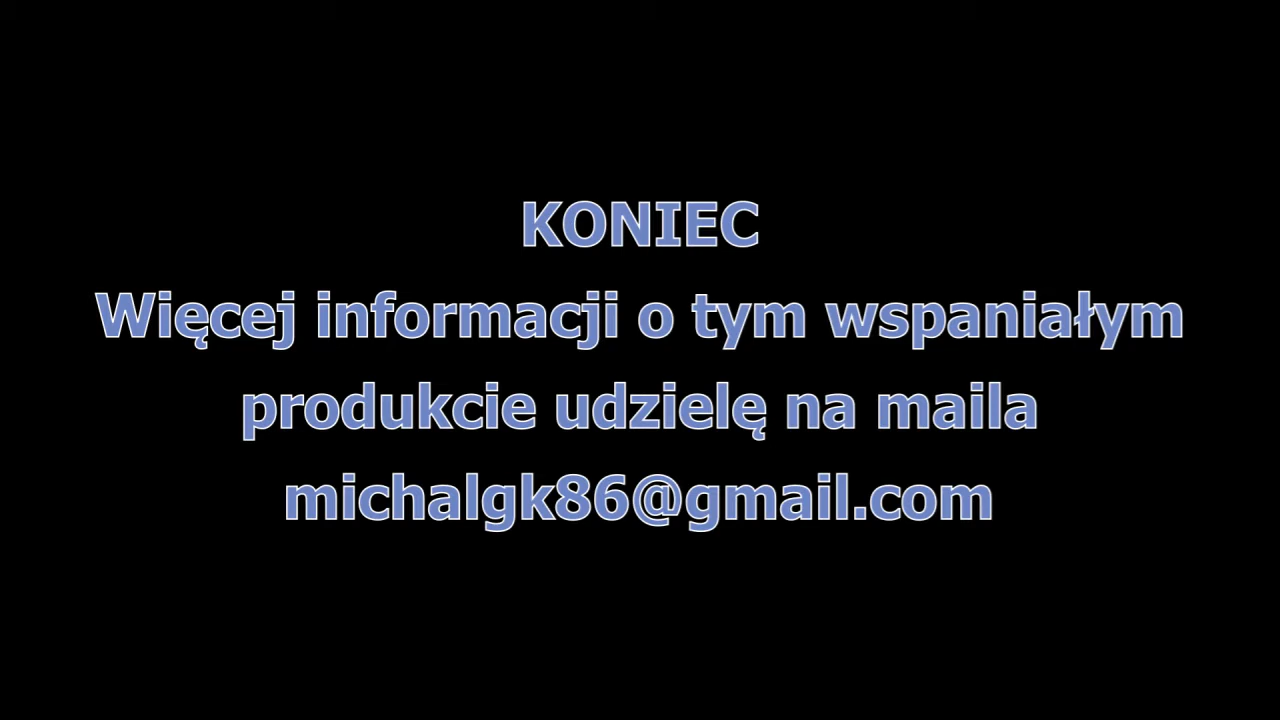 KONIEC
Więcej informacji o tym wspaniałym
produkcie udzielę na maila
michalgk86@gmail.com